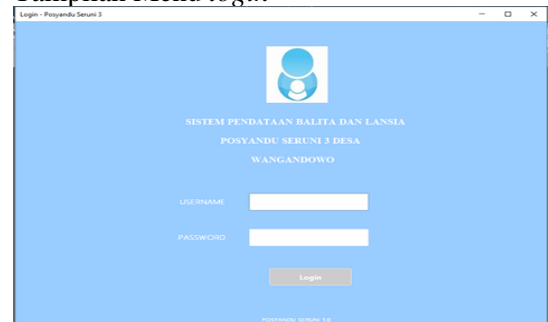 Tampilan Menu login
Login - Posyandu Seruni 3
SISTEM PENDATAAN BALITA DAN LANSIA
POSYANDU SERUNI 3 DESA
WANGANDOWO
USERNAME
PASSWORD
Login
POSYANDU SERUNI 3.0